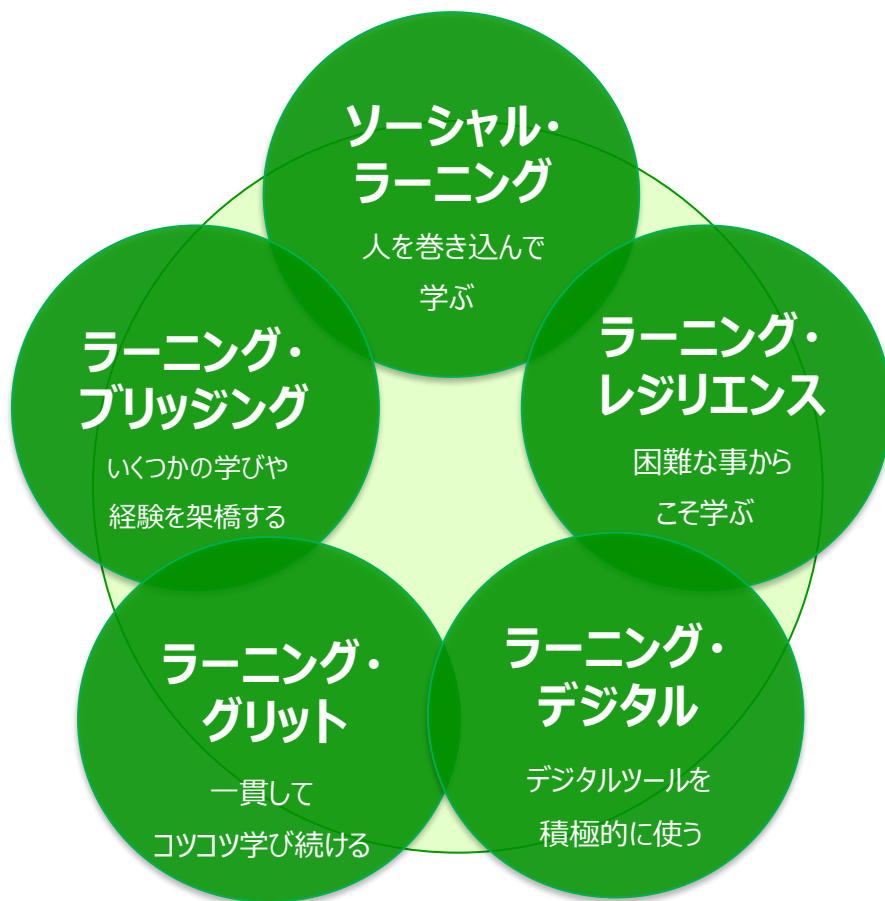 ソーシャル・
ラーニング
人を巻き込んで
学ぶ
ラーニング・
ブリッジング
いくつかの学びや
経験を架橋する
ラーニング・
レジリエンス
困難な事から
こそ学ぶ
ラーニング・
グリット
一貫して
コツコツ学び続ける
ラーニング・
デジタル
デジタルツールを
積極的に使う